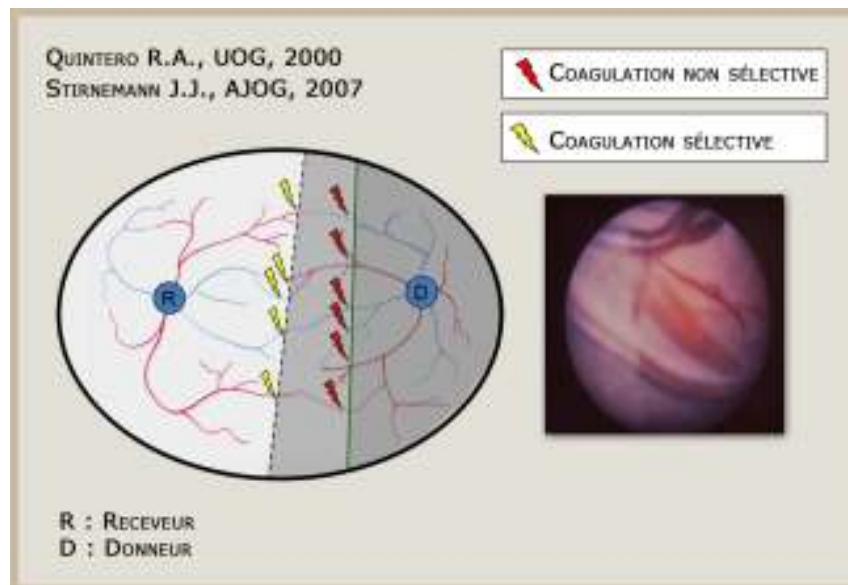 Quintero R.A., UOG, 2000
Stirnemann J.J., AJOG, 2007
Coagulation non sélective
Coagulation sélective
R
D
R : Receveur
D : Donneur